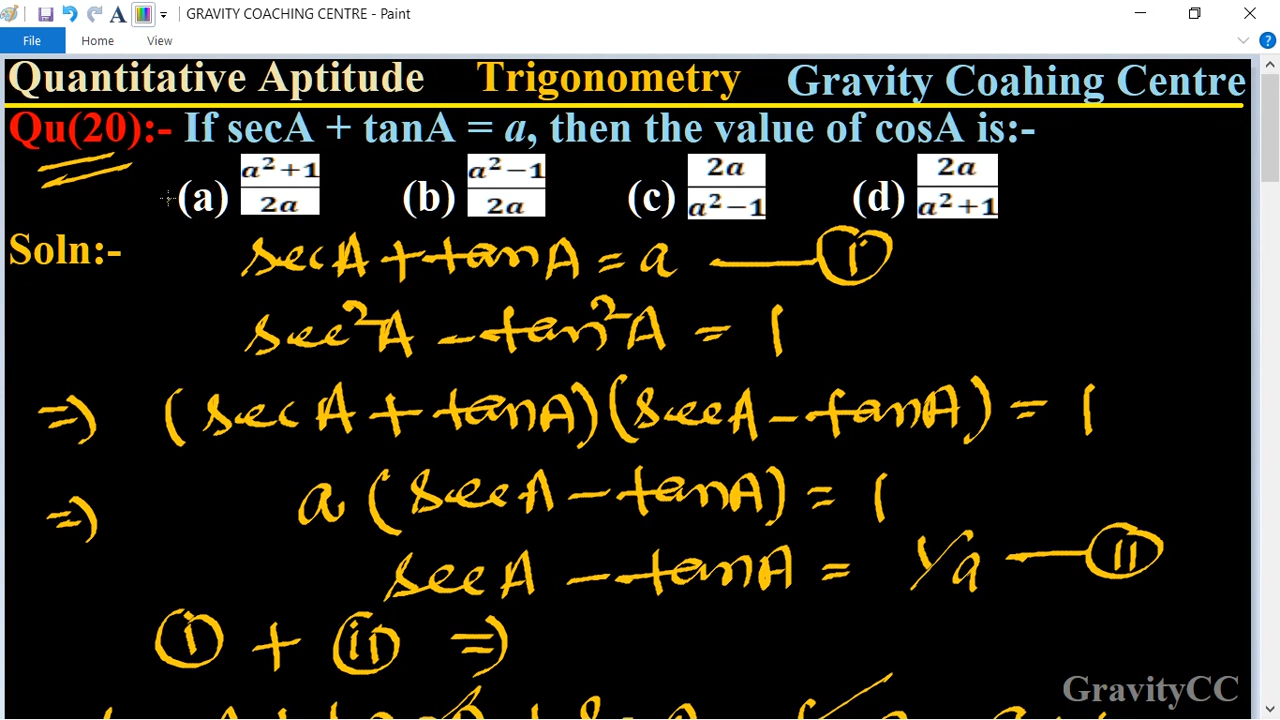 GRAVITY COACHING CENTRE - Paint
File Home View
Quantitative Aptitude Trigonometry Gravity Coahing Centre
Qu(20):- If secA + tanA = a, then the value of cosA is:-
(a) a²+1/2a (b) a²-1/2a (c) 2a/a²-1 (d) 2a/a²+1
Soln:- secA + tanA = a — (i)
sec²A - tan²A = 1
=> (secA + tanA)(secA - tanA) = 1
=> a (secA - tanA) = 1
secA - tanA = 1/a — (ii)
(i) + (ii) =>
GravityCC